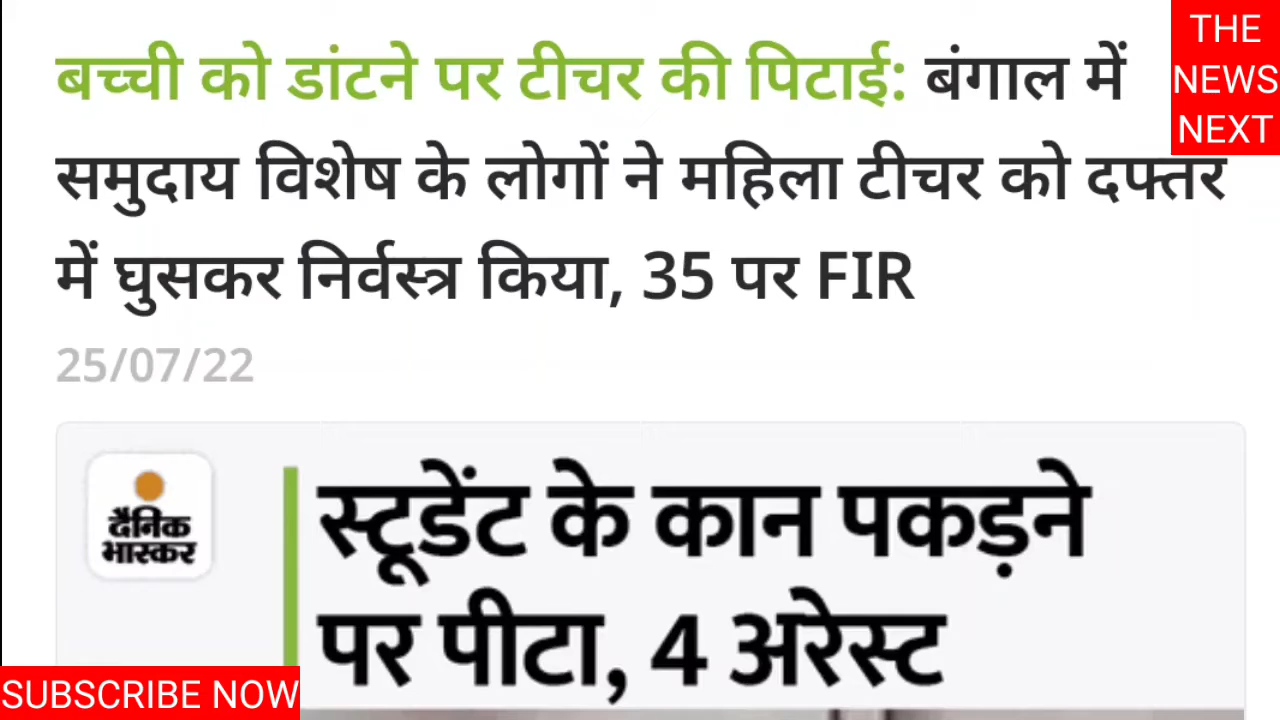 बच्ची को डांटने पर टीचर की पिटाई: बंगाल में
समुदाय विशेष के लोगों ने महिला टीचर को दफ्तर
में घुसकर निर्वस्त्र किया, 35 पर FIR
25/07/22
THE
NEWS
NEXT
दैनिक
भास्कर
स्टूडेंट के कान पकड़ने
पर पीटा, 4 अरेस्ट
SUBSCRIBE NOW